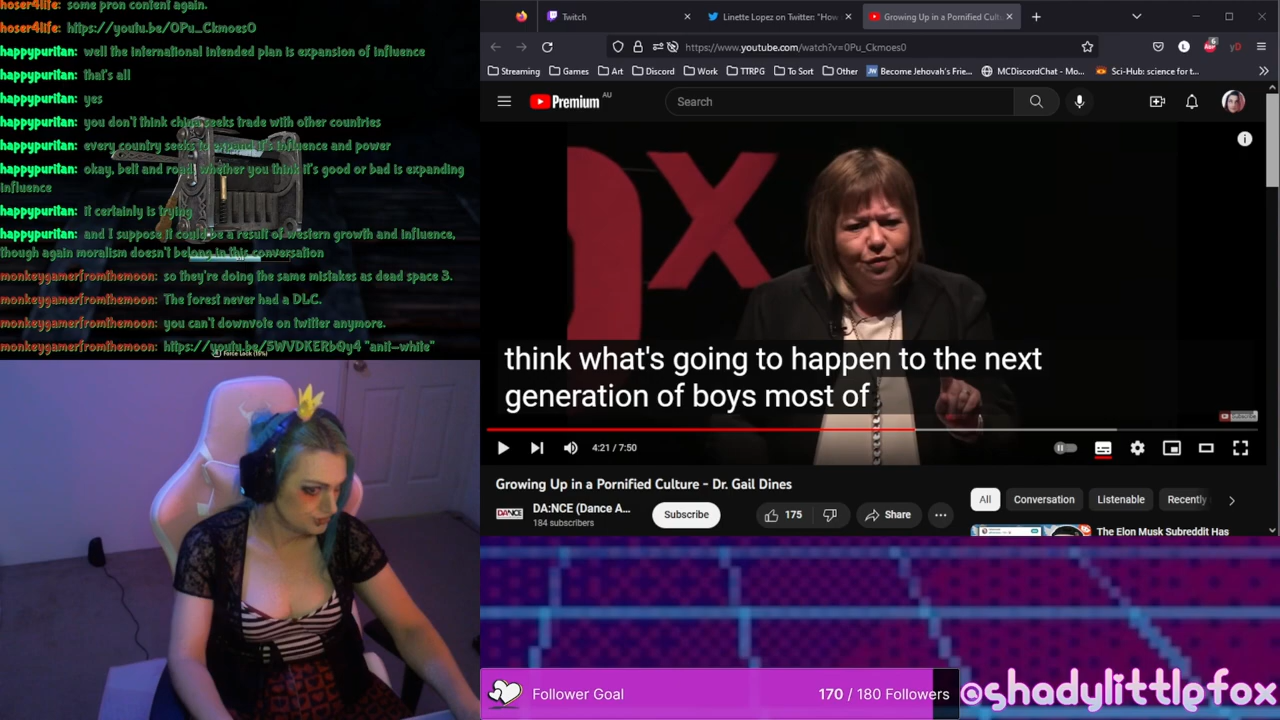 hoser4life: some pron content again.
hoser4life: https://youtu.be/0Pu_Ckmoes0
happypuritan: well the international intended plan is expansion of influence
happypuritan: that's all
happypuritan: yes
happypuritan: you don't think china seeks trade with other countries
happypuritan: every country seeks to expand it's influence and power
happypuritan: okay, belt and road, whether you think it's good or bad is expanding
influence
happypuritan: it certainly is trying
happypuritan: and I suppose it could be a result of western growth and influence,
though again moralism doesn't belong in this conversation
monkeygamerfromthemoon: so they're doing the same mistakes as dead space 3.
monkeygamerfromthemoon: The forest never had a DLC.
monkeygamerfromthemoon: you can't downvote on twitter anymore.
monkeygamerfromthemoon: https://youtu.be/5WVDKERbQy4 "anit-white"
Force Lock (15%)
Twitch
Linette Lopez on Twitter: "How
Growing Up in a Pornified Cult
https://www.youtube.com/watch?v=0Pu_Ckmoes0
Streaming Games Art Discord Work TTRPG To Sort Other Become Jehovah's Frie... MCDiscordChat - Mo... Sci-Hub: science for t...
Premium AU
Search
X
think what's going to happen to the next
generation of boys most of
Subscribe
4:21 / 7:50
Growing Up in a Pornified Culture - Dr. Gail Dines
DA:NCE (Dance A...
184 subscribers
Subscribe
175
Share
All Conversation Listenable Recently
The Elon Musk Subreddit Has
Follower Goal 170 / 180 Followers
@shadylittlefox